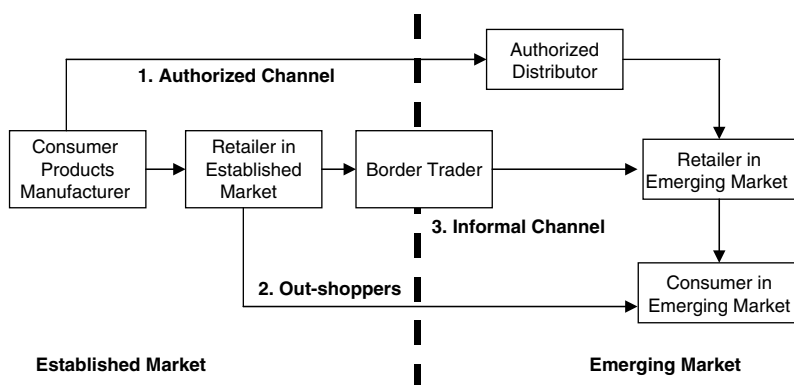 Authorized
Distributor
1. Authorized Channel
Consumer
Products
Manufacturer
Retailer in
Established
Market
Border Trader
Retailer in
Emerging Market
3. Informal Channel
2. Out-shoppers
Consumer in
Emerging Market
Established Market
Emerging Market